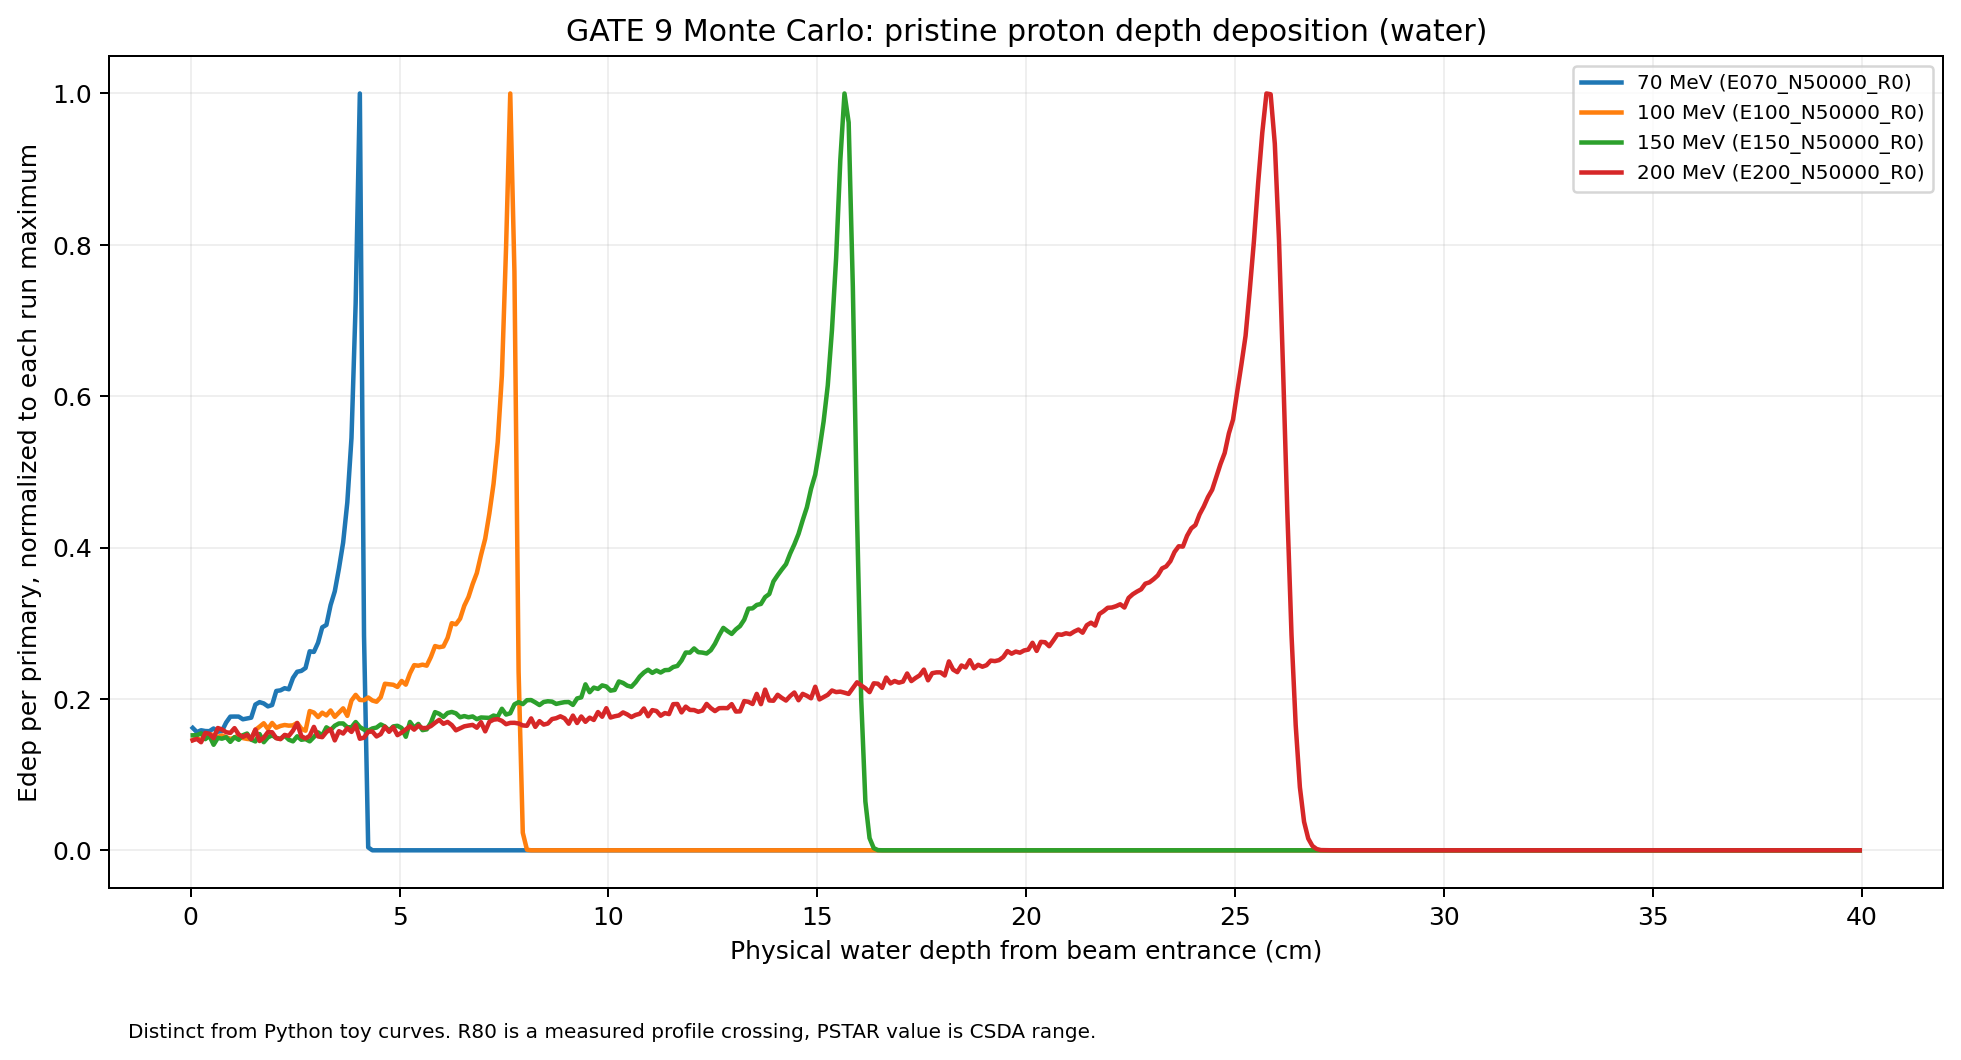 GATE 9 Monte Carlo: pristine proton depth deposition (water)
Edep per primary, normalized to each run maximum
1.0
0.8
0.6
0.4
0.2
0.0
70 MeV (E070_N50000_R0)
100 MeV (E100_N50000_R0)
150 MeV (E150_N50000_R0)
200 MeV (E200_N50000_R0)
0 5 10 15 20 25 30 35 40
Physical water depth from beam entrance (cm)
Distinct from Python toy curves. R80 is a measured profile crossing, PSTAR value is CSDA range.